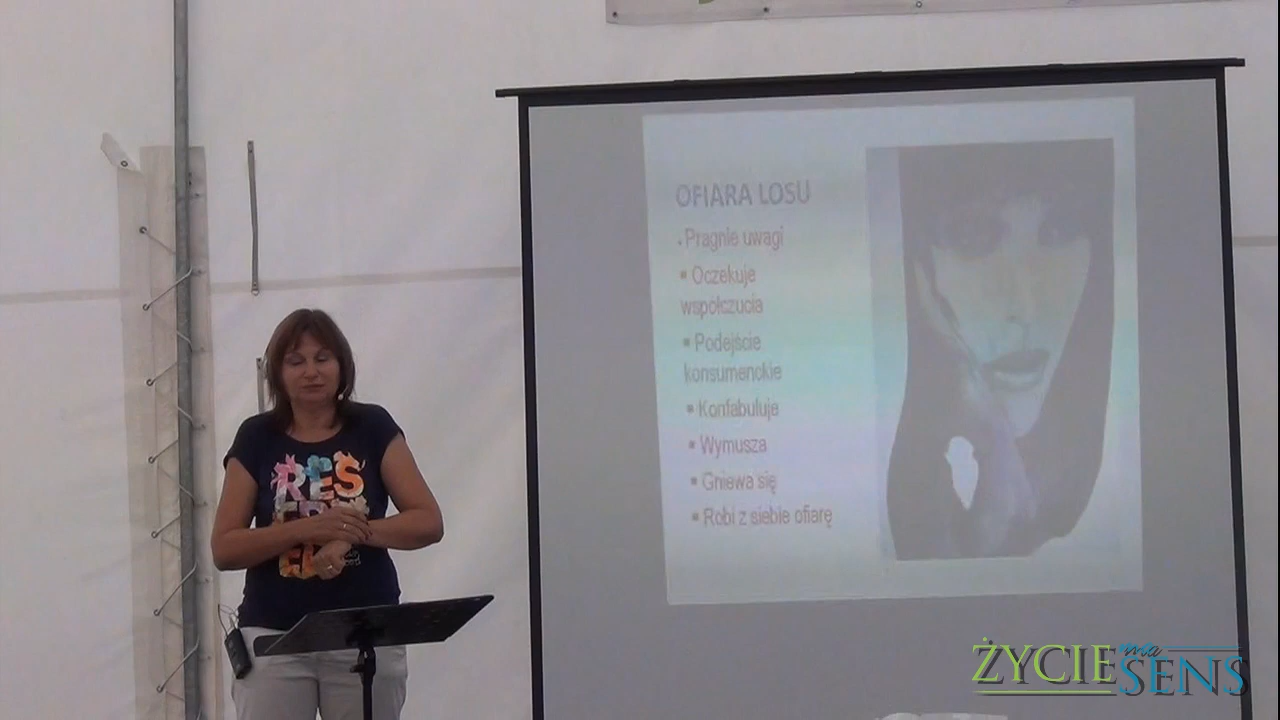 OFIARA LOSU
Pragnie uwagi
Oczekuje
współczucia
Podejście
konsumenckie
Konfabuluje
Wymusza
Gniewa się
Robi z siebie ofiarę
RES
ŻYCIE ma
SENS